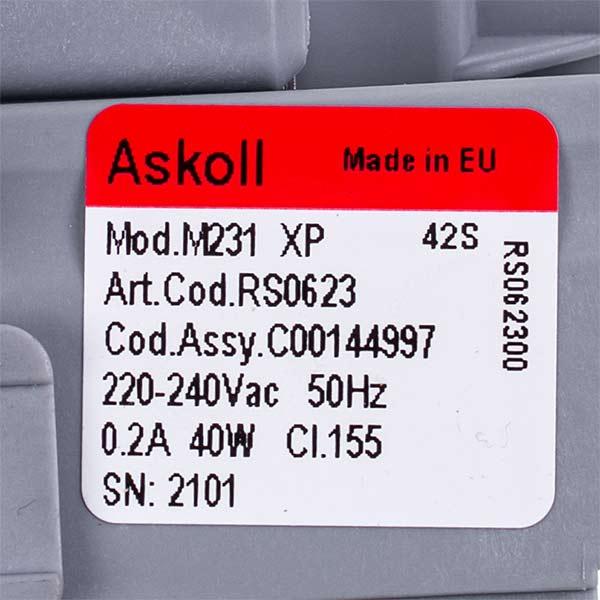 Askoll Made in EU
Mod.M231 XP 42S
Art.Cod.RS0623
Cod.Assy.C00144997
220-240Vac 50Hz
0.2A 40W Cl.155
SN: 2101
RS062300